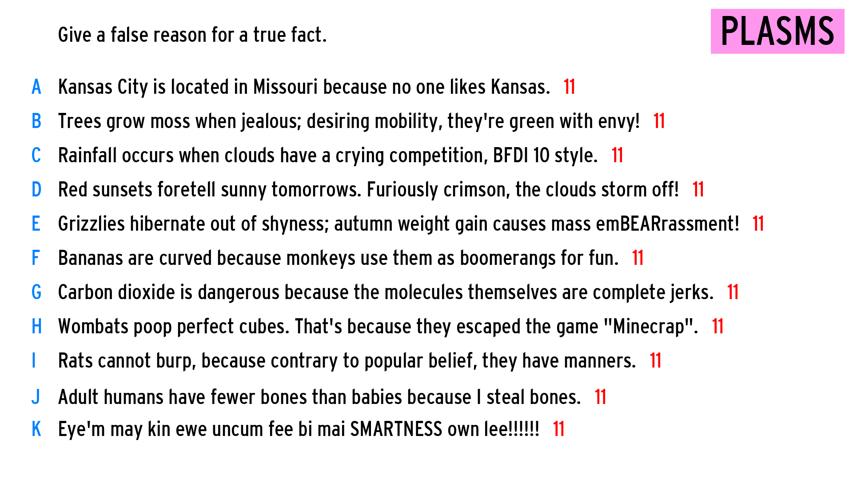 Give a false reason for a true fact.
PLASMS
A Kansas City is located in Missouri because no one likes Kansas. 11
B Trees grow moss when jealous; desiring mobility, they're green with envy! 11
C Rainfall occurs when clouds have a crying competition, BFDI 10 style. 11
D Red sunsets foretell sunny tomorrows. Furiously crimson, the clouds storm off! 11
E Grizzlies hibernate out of shyness; autumn weight gain causes mass emBEARrassment! 11
F Bananas are curved because monkeys use them as boomerangs for fun. 11
G Carbon dioxide is dangerous because the molecules themselves are complete jerks. 11
H Wombats poop perfect cubes. That's because they escaped the game "Minecrap". 11
I Rats cannot burp, because contrary to popular belief, they have manners. 11
J Adult humans have fewer bones than babies because I steal bones. 11
K Eye'm may kin ewe uncum fee bi mai SMARTNESS own lee!!!!!! 11